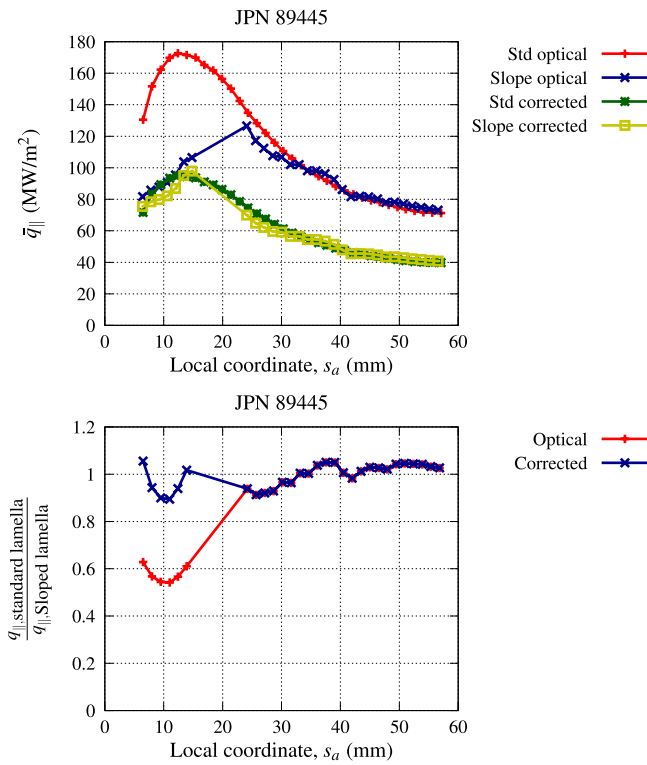 JPN 89445
180
160
140
120
100
80
60
40
20
0
q̄|| (MW/m²)
0 10 20 30 40 50 60
Local coordinate, sₐ (mm)
Std optical
Slope optical
Std corrected
Slope corrected
JPN 89445
1.2
1
0.8
0.6
0.4
0.2
0
q||,standard lamella
q||,Sloped lamella
0 10 20 30 40 50 60
Local coordinate, sₐ (mm)
Optical
Corrected